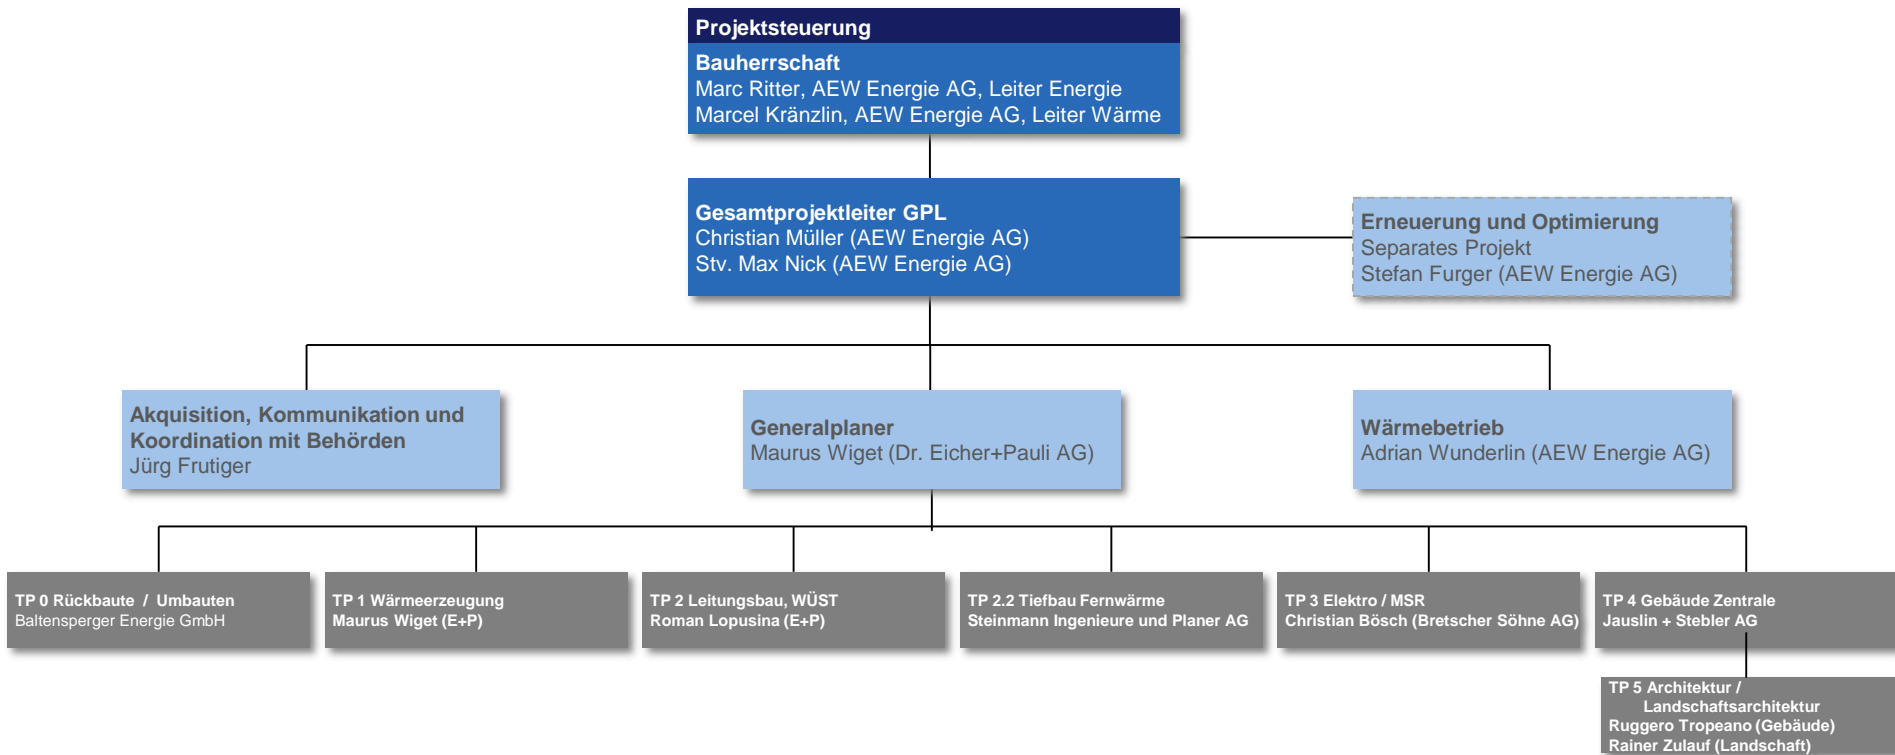 Projektsteuerung
Bauherrschaft
Marc Ritter, AEW Energie AG, Leiter Energie
Marcel Kränzlin, AEW Energie AG, Leiter Wärme
Gesamtprojektleiter GPL
Christian Müller (AEW Energie AG)
Stv. Max Nick (AEW Energie AG)
Erneuerung und Optimierung
Separates Projekt
Stefan Furger (AEW Energie AG)
Akquisition, Kommunikation und
Koordination mit Behörden
Jürg Frutiger
Generalplaner
Maurus Wiget (Dr. Eicher+Pauli AG)
Wärmebetrieb
Adrian Wunderlin (AEW Energie AG)
TP 0 Rückbaute / Umbauten
Baltensperger Energie GmbH
TP 1 Wärmeerzeugung
Maurus Wiget (E+P)
TP 2 Leitungsbau, WÜST
Roman Lopusina (E+P)
TP 2.2 Tiefbau Fernwärme
Steinmann Ingenieure und Planer AG
TP 3 Elektro / MSR
Christian Bösch (Bretscher Söhne AG)
TP 4 Gebäude Zentrale
Jauslin + Stebler AG
TP 5 Architektur /
Landschaftsarchitektur
Ruggero Tropeano (Gebäude)
Rainer Zulauf (Landschaft)